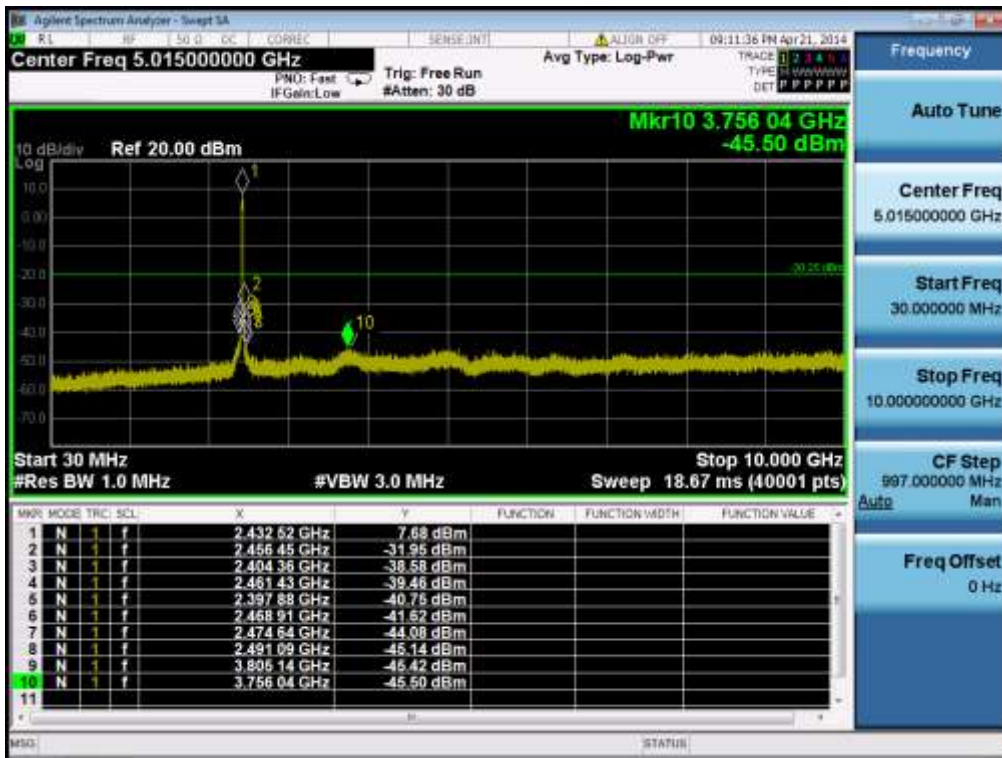 Agilent Spectrum Analyzer - Swept SA
RL RF 50 Ω DC CORREC SENSE:INT ALIGN OFF 09:11:36 PM Apr 21, 2014
Center Freq 5.015000000 GHz
PNO: Fast
IFGain:Low
Trig: Free Run
#Atten: 30 dB
Avg Type: Log-Pwr
TRACE 1 2 3 4 5 6
TYPE M WWWWW
DET P P P P P P
Mkr10 3.756 04 GHz
-45.50 dBm
10 dB/div Ref 20.00 dBm
Log
10.0
0.00
-10.0
-20.0
-30.0
-40.0
-50.0
-60.0
-70.0
1
2
10
Start 30 MHz
Stop 10.000 GHz
#Res BW 1.0 MHz
#VBW 3.0 MHz
Sweep 18.67 ms (40001 pts)
MKR MODE TRC SCL X Y FUNCTION FUNCTION WIDTH FUNCTION VALUE
1 N 1 f 2.432 52 GHz 7.68 dBm
2 N 1 f 2.456 45 GHz -31.95 dBm
3 N 1 f 2.404 36 GHz -38.58 dBm
4 N 1 f 2.461 43 GHz -39.46 dBm
5 N 1 f 2.397 88 GHz -40.75 dBm
6 N 1 f 2.468 91 GHz -41.62 dBm
7 N 1 f 2.474 64 GHz -44.08 dBm
8 N 1 f 2.491 09 GHz -45.14 dBm
9 N 1 f 3.805 14 GHz -45.42 dBm
10 N 1 f 3.756 04 GHz -45.50 dBm
11
MSG STATUS
Frequency
Auto Tune
Center Freq
5.015000000 GHz
Start Freq
30.000000 MHz
Stop Freq
10.000000000 GHz
CF Step
997.000000 MHz
Auto Man
Freq Offset
0 Hz